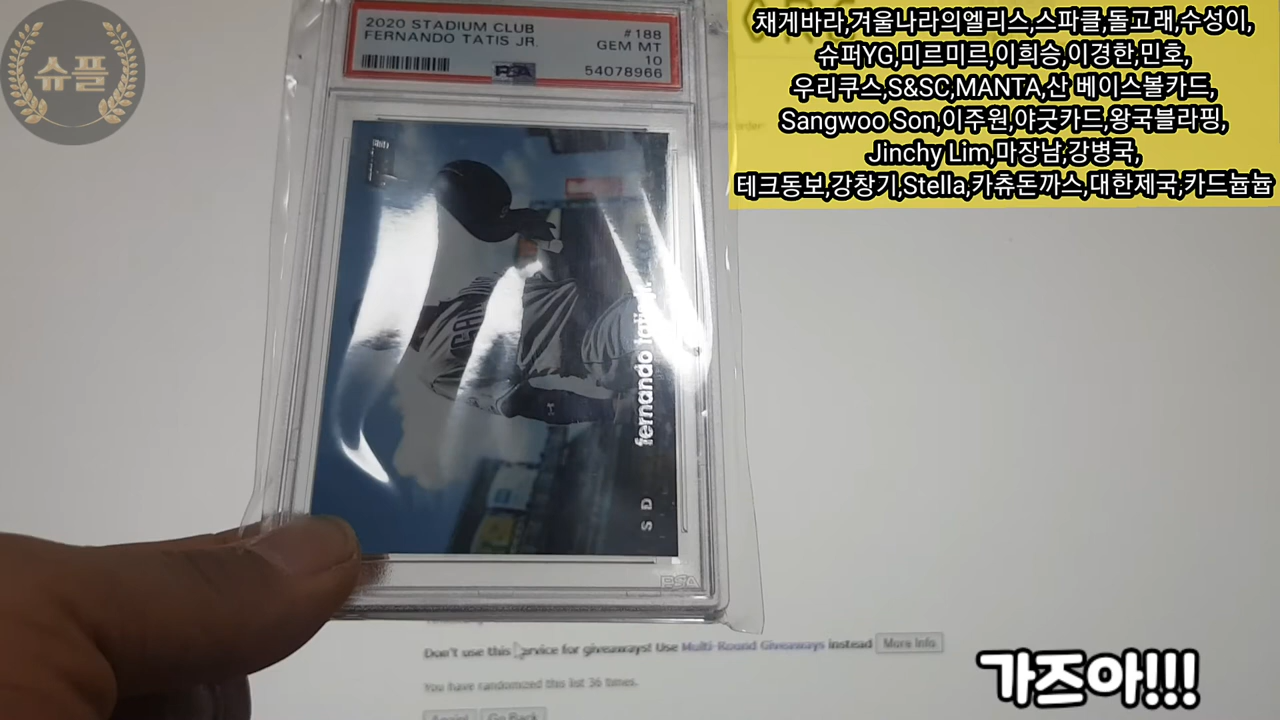 슈플
2020 STADIUM CLUB
FERNANDO TATIS JR.
#188
GEM MT
10
54078966
PSA
채게바라,겨울나라의엘리스,스파클,돌고래,수성이,
슈퍼YG,미르미르,이희승,이경한,민호,
우리쿠스,S&SC,MANTA,산 베이스볼카드,
Sangwoo Son,이주원,야긋카드,왕국블라핑,
Jinchy Lim,마장남,강병국,
테크동보,강창기,Stella,카츄돈까스,대한제국,카드늅늅
fernando tatis jr.
S D
PSA
Don't use this service for giveaways! Use Multi-Round Giveaways instead More Info
You have randomized this list 36 times.
Again! Go Back
가즈아!!!